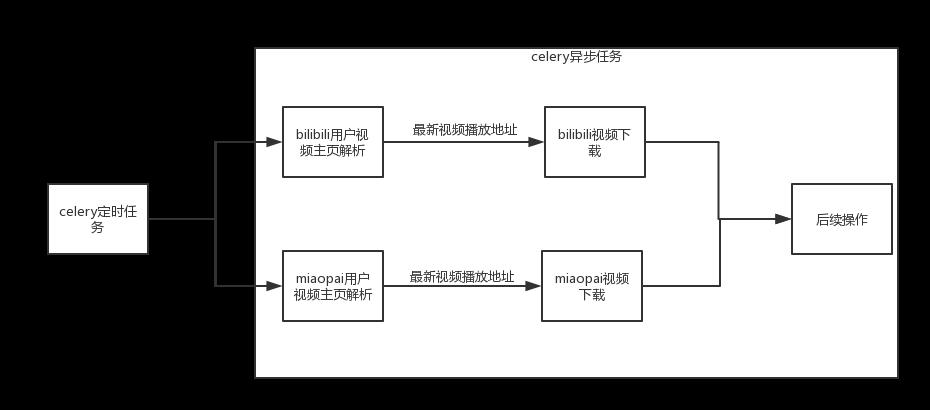 celery异步任务
bilibili用户视
频主页解析
最新视频播放地址
bilibili视频下
载
celery定时任
务
后续操作
miaopai用户
视频主页解析
最新视频播放地址
miaopai视频
下载